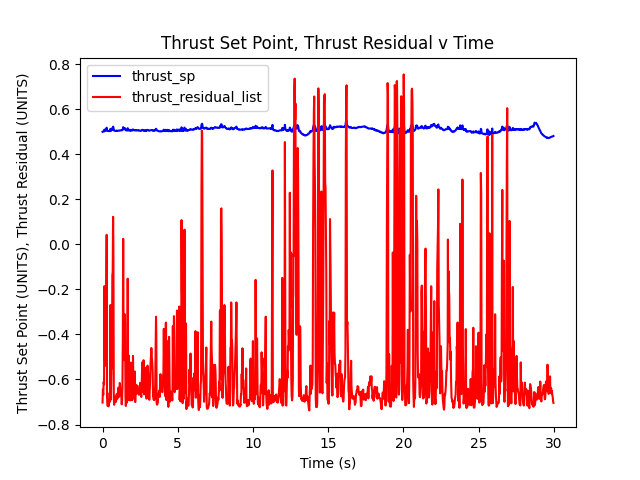 Thrust Set Point, Thrust Residual v Time
thrust_sp
thrust_residual_list
Thrust Set Point (UNITS), Thrust Residual (UNITS)
0.8
0.6
0.4
0.2
0.0
−0.2
−0.4
−0.6
−0.8
0 5 10 15 20 25 30
Time (s)